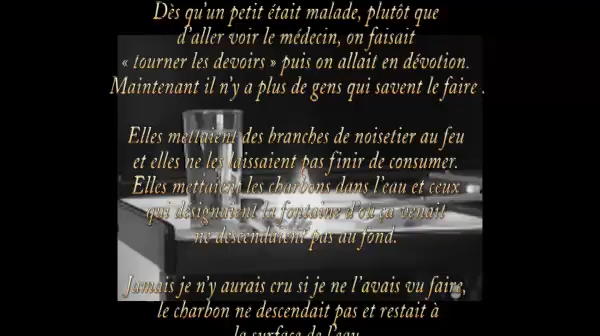 Dès qu'un petit était malade, plutôt que
d'aller voir le médecin, on faisait
« tourner les devoirs » puis on allait en dévotion.
Maintenant il n'y a plus de gens qui savent le faire .
Elles mettaient des branches de noisetier au feu
et elles ne les laissaient pas finir de consumer.
Elles mettaient les charbons dans l'eau et ceux
qui désignaient la fontaine d'où ça venait
ne descendaient pas au fond.
Jamais je n'y aurais cru si je ne l'avais vu faire,
le charbon ne descendait pas et restait à
la surface de l'eau